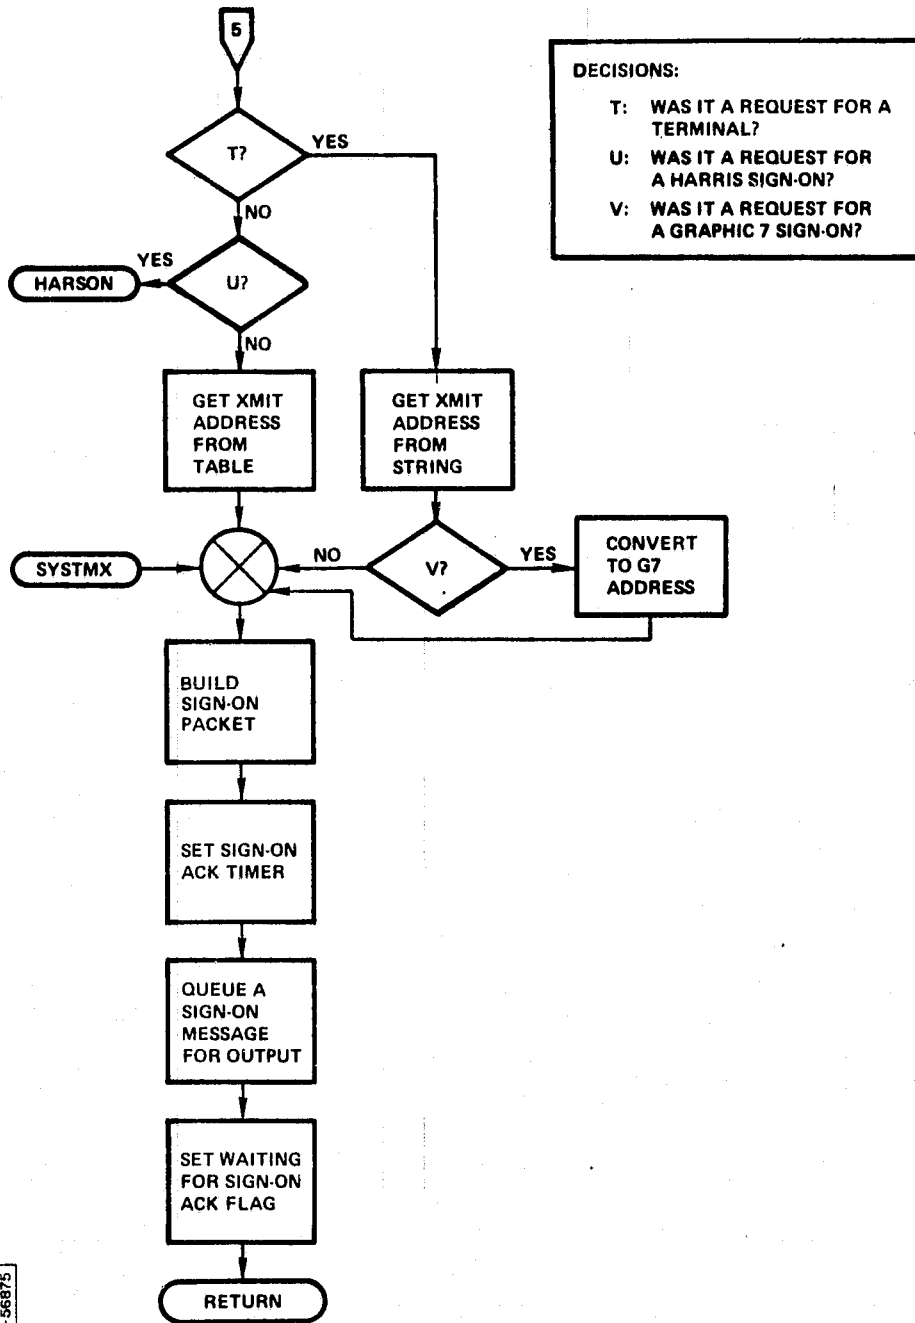 5
DECISIONS:
T: WAS IT A REQUEST FOR A
TERMINAL?
U: WAS IT A REQUEST FOR
A HARRIS SIGN-ON?
V: WAS IT A REQUEST FOR
A GRAPHIC 7 SIGN-ON?
T?
YES
NO
YES
HARSON
U?
NO
GET XMIT
ADDRESS
FROM
TABLE
GET XMIT
ADDRESS
FROM
STRING
SYSTMX
NO
V?
YES
CONVERT
TO G7
ADDRESS
BUILD
SIGN-ON
PACKET
SET SIGN-ON
ACK TIMER
QUEUE A
SIGN-ON
MESSAGE
FOR OUTPUT
SET WAITING
FOR SIGN-ON
ACK FLAG
RETURN
56875